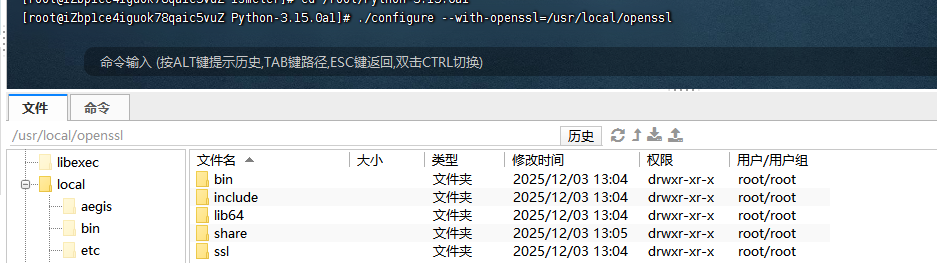 [root@iZbp1ce4iguok78qaic5vuZ Python-3.15.0a1]# ./configure --with-openssl=/usr/local/openssl
命令输入 (按ALT键提示历史,TAB键路径,ESC键返回,双击CTRL切换)
文件 命令
/usr/local/openssl 历史
libexec
local
aegis
bin
etc
文件名 大小 类型 修改时间 权限 用户/用户组
bin 文件夹 2025/12/03 13:04 drwxr-xr-x root/root
include 文件夹 2025/12/03 13:04 drwxr-xr-x root/root
lib64 文件夹 2025/12/03 13:04 drwxr-xr-x root/root
share 文件夹 2025/12/03 13:05 drwxr-xr-x root/root
ssl 文件夹 2025/12/03 13:04 drwxr-xr-x root/root